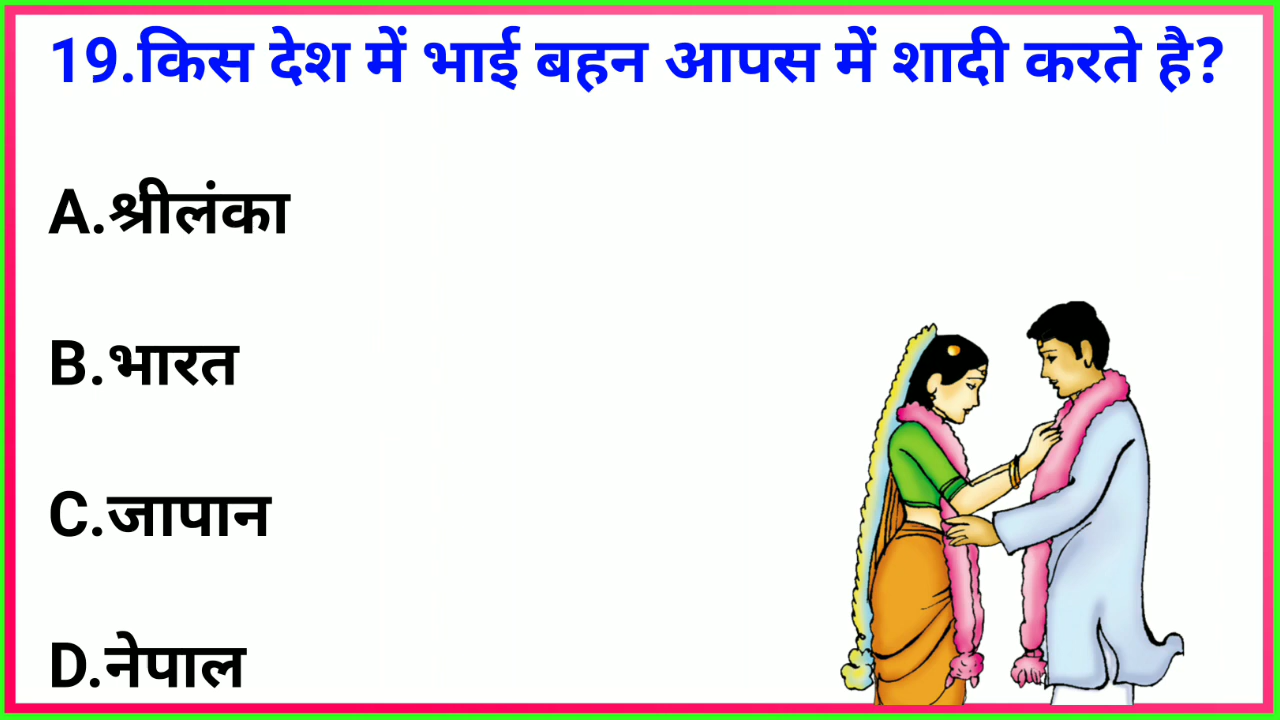 19.किस देश में भाई बहन आपस में शादी करते है?
A.श्रीलंका
B.भारत
C.जापान
D.नेपाल